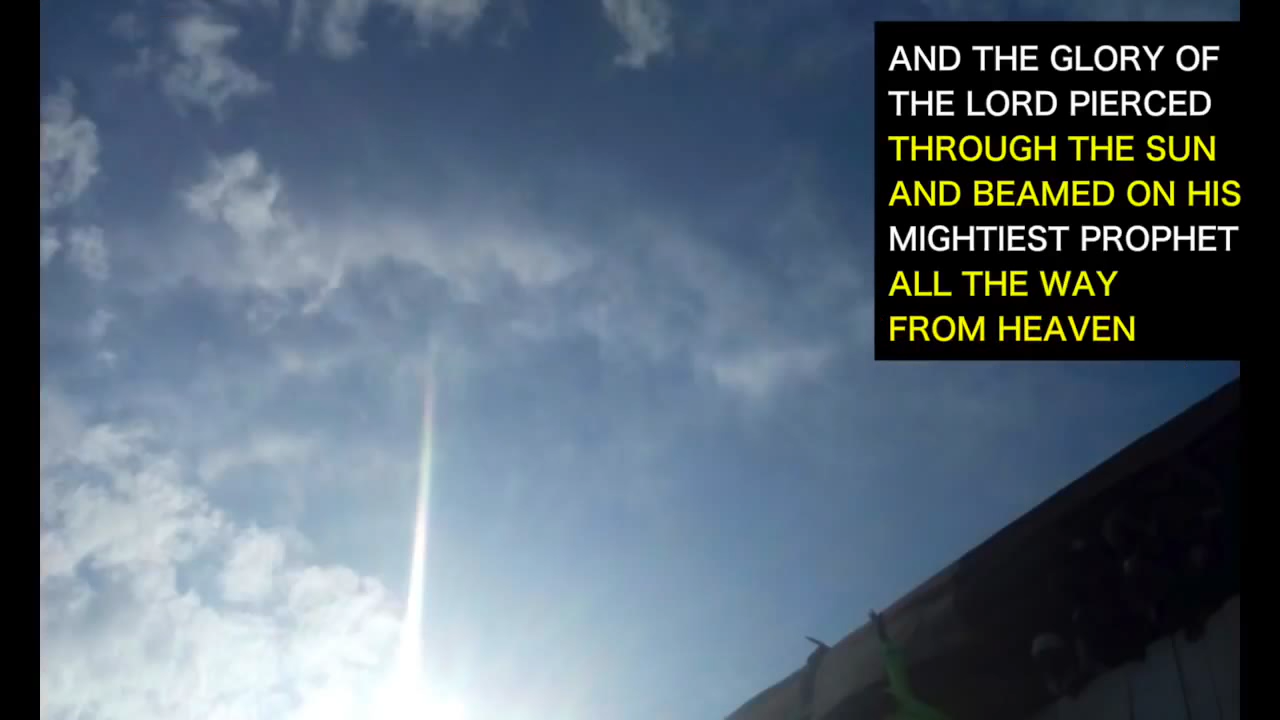 AND THE GLORY OF
THE LORD PIERCED
THROUGH THE SUN
AND BEAMED ON HIS
MIGHTIEST PROPHET
ALL THE WAY
FROM HEAVEN